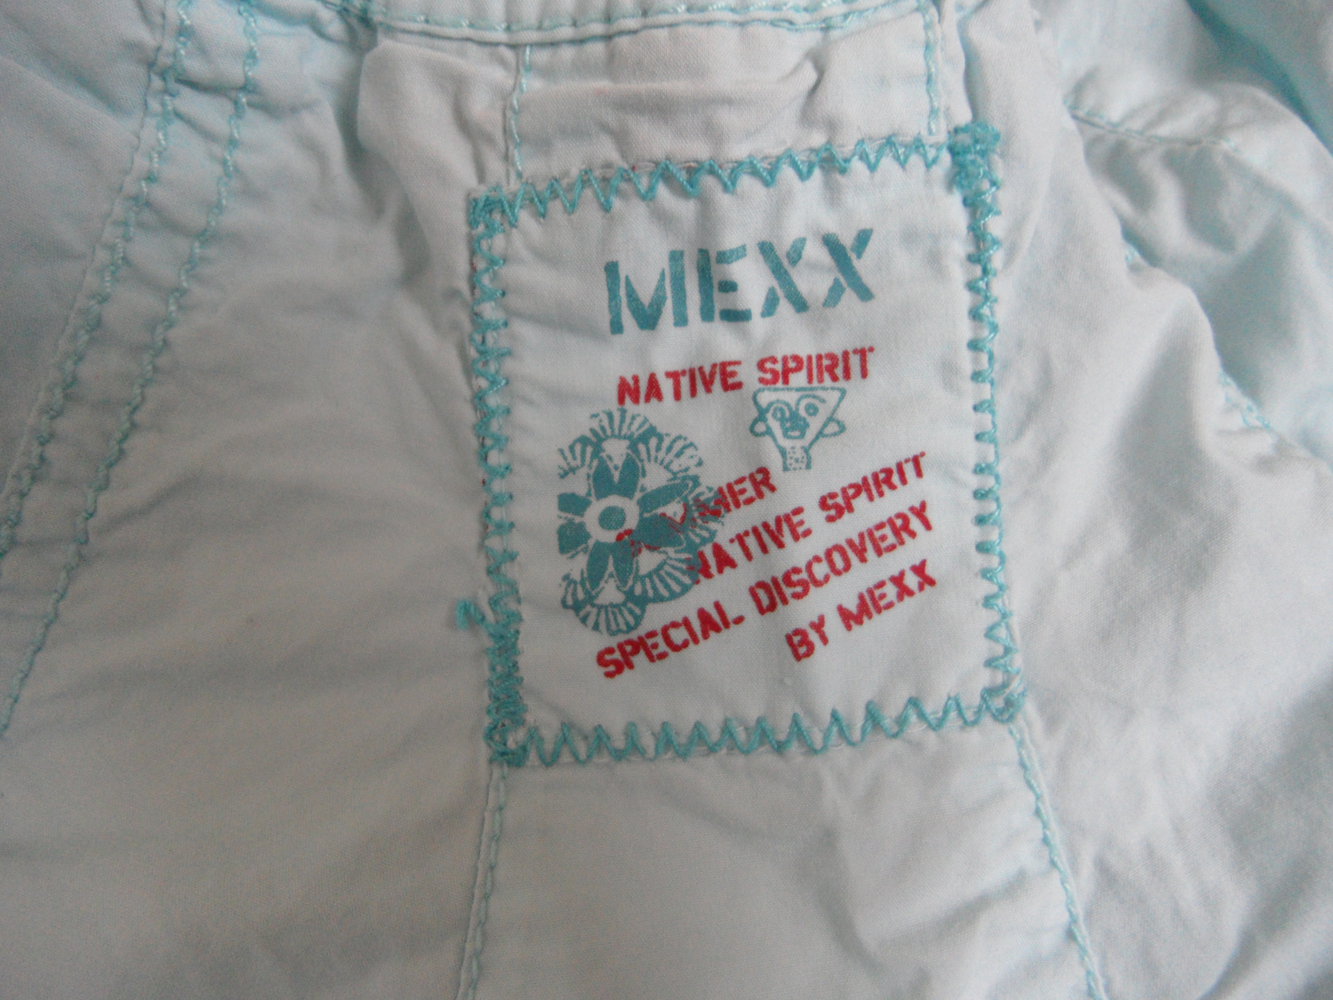 MEXX
NATIVE SPIRIT
NATIVE SPIRIT
SPECIAL DISCOVERY
BY MEXX